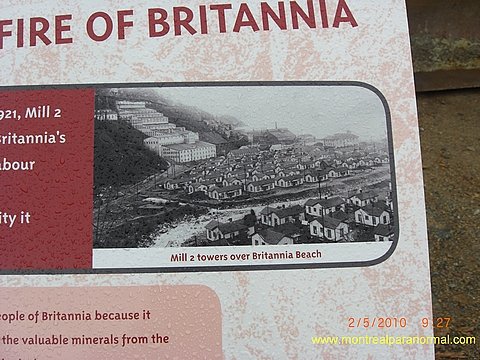 FIRE OF BRITANNIA
921, Mill 2
Britannia's
abour
ity it
Mill 2 towers over Britannia Beach
eople of Britannia because it
the valuable minerals from the
2/5/2010 9:27
www.montrealparanormal.com